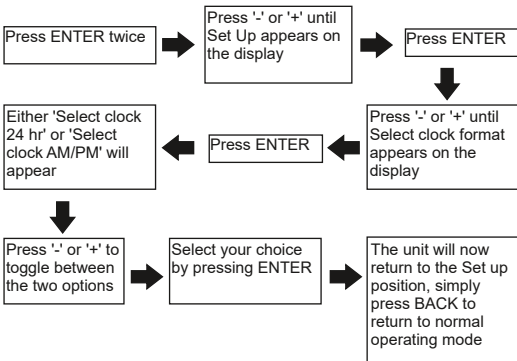 Press ENTER twice
Press '-' or '+' until
Set Up appears on
the display
Press ENTER
Press '-' or '+' until
Select clock format
appears on the
display
Press ENTER
Either 'Select clock
24 hr' or 'Select
clock AM/PM' will
appear
Press '-' or '+' to
toggle between
the two options
Select your choice
by pressing ENTER
The unit will now
return to the Set up
position, simply
press BACK to
return to normal
operating mode